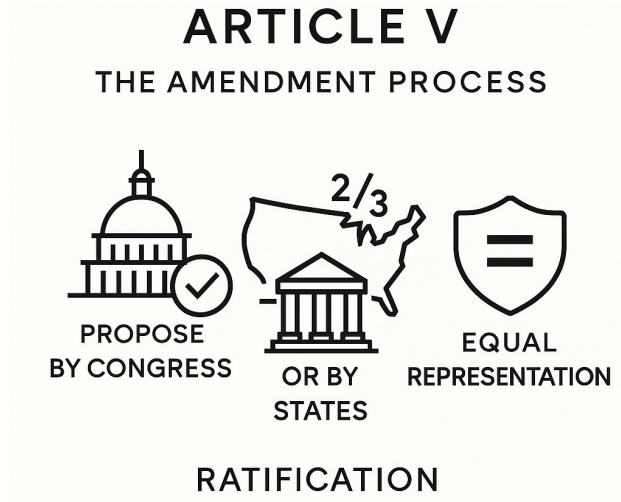 ARTICLE V
THE AMENDMENT PROCESS
2/3
PROPOSE
BY CONGRESS
OR BY
STATES
EQUAL
REPRESENTATION
RATIFICATION